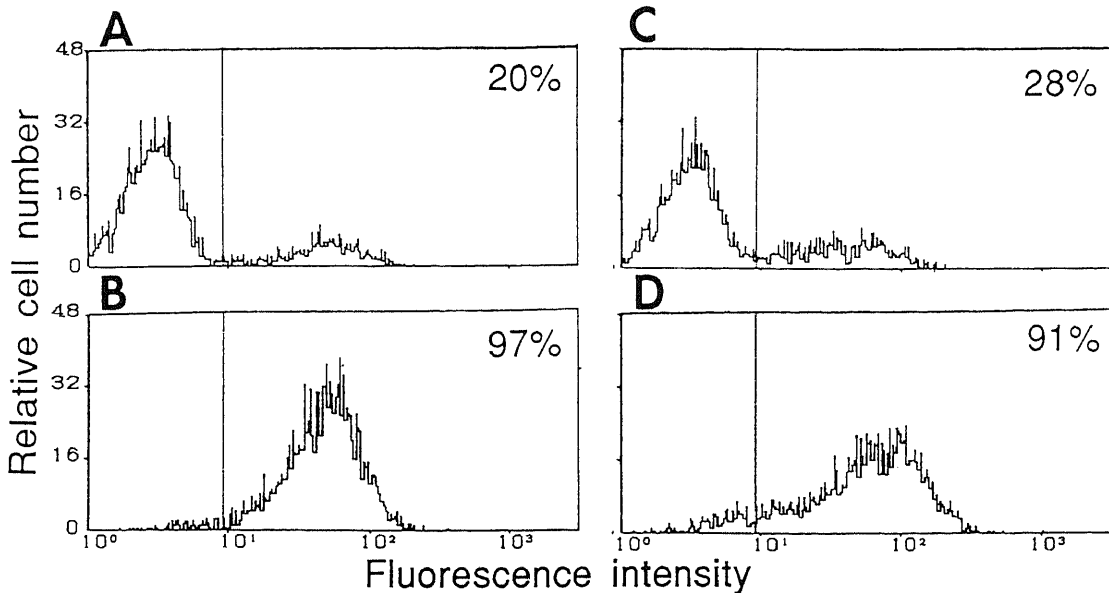 A
C
48
20%
28%
32
16
0
B
D
48
97%
91%
32
16
0
10⁰ 10¹ 10² 10³
10⁰ 10¹ 10² 10³
Relative cell number
Fluorescence intensity